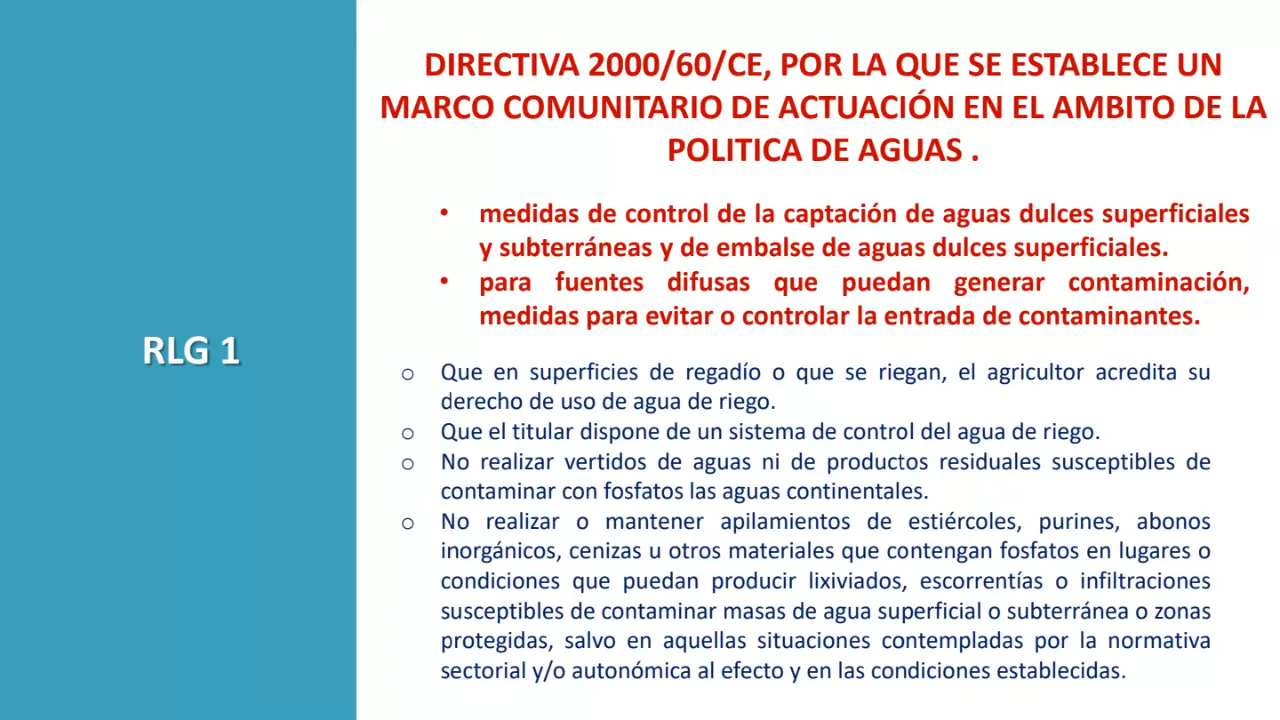 RLG 1
DIRECTIVA 2000/60/CE, POR LA QUE SE ESTABLECE UN
MARCO COMUNITARIO DE ACTUACIÓN EN EL AMBITO DE LA
POLITICA DE AGUAS .
• medidas de control de la captación de aguas dulces superficiales
y subterráneas y de embalse de aguas dulces superficiales.
• para fuentes difusas que puedan generar contaminación,
medidas para evitar o controlar la entrada de contaminantes.
o Que en superficies de regadío o que se riegan, el agricultor acredita su
derecho de uso de agua de riego.
o Que el titular dispone de un sistema de control del agua de riego.
o No realizar vertidos de aguas ni de productos residuales susceptibles de
contaminar con fosfatos las aguas continentales.
o No realizar o mantener apilamientos de estiércoles, purines, abonos
inorgánicos, cenizas u otros materiales que contengan fosfatos en lugares o
condiciones que puedan producir lixiviados, escorrentías o infiltraciones
susceptibles de contaminar masas de agua superficial o subterránea o zonas
protegidas, salvo en aquellas situaciones contempladas por la normativa
sectorial y/o autonómica al efecto y en las condiciones establecidas.